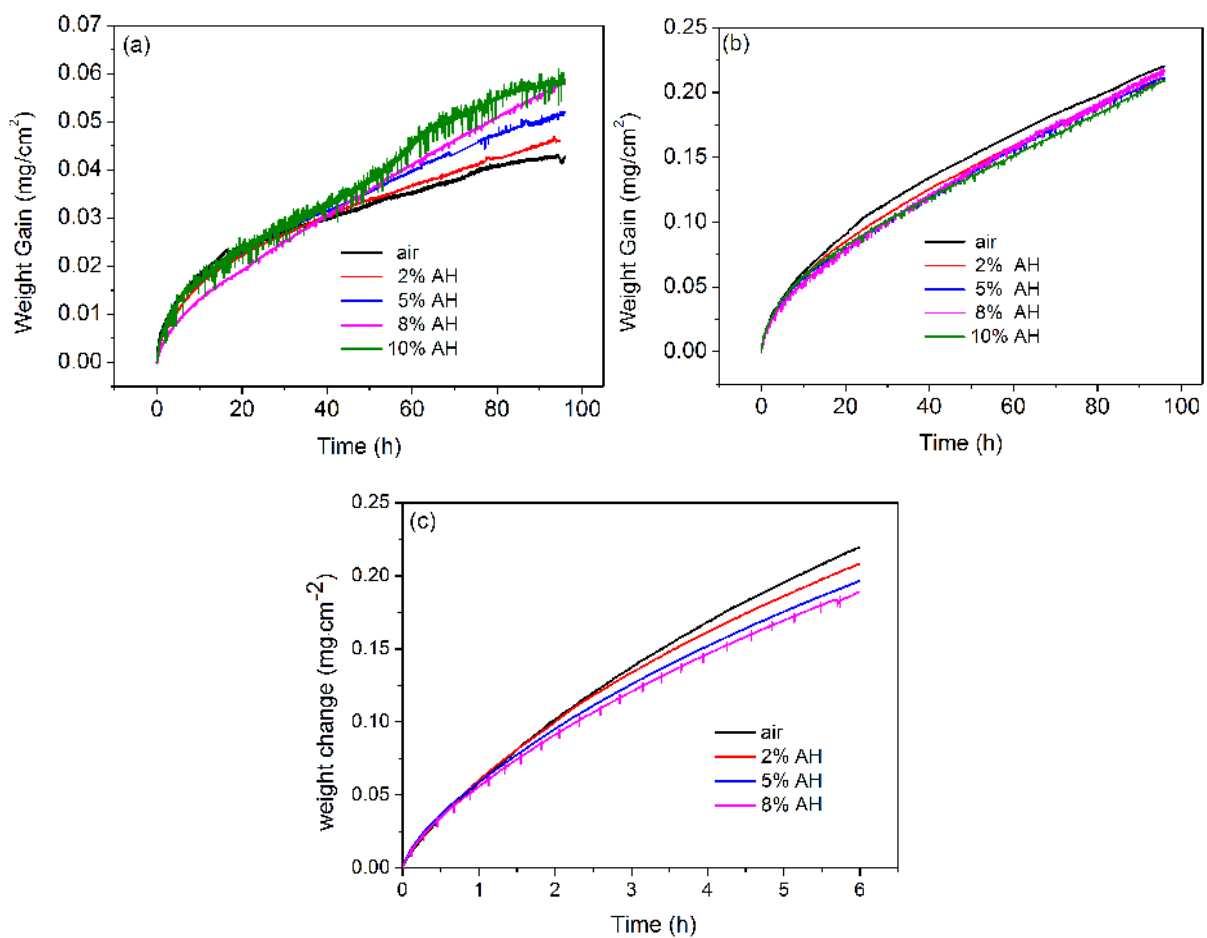 (a)
Weight Gain (mg/cm²)
0.07
0.06
0.05
0.04
0.03
0.02
0.01
0.00
air
2% AH
5% AH
8% AH
10% AH
0 20 40 60 80 100
Time (h)
(b)
Weight Gain (mg/cm²)
0.25
0.20
0.15
0.10
0.05
0.00
air
2% AH
5% AH
8% AH
10% AH
0 20 40 60 80 100
Time (h)
(c)
weight change (mg·cm⁻²)
0.25
0.20
0.15
0.10
0.05
0.00
air
2% AH
5% AH
8% AH
0 1 2 3 4 5 6
Time (h)